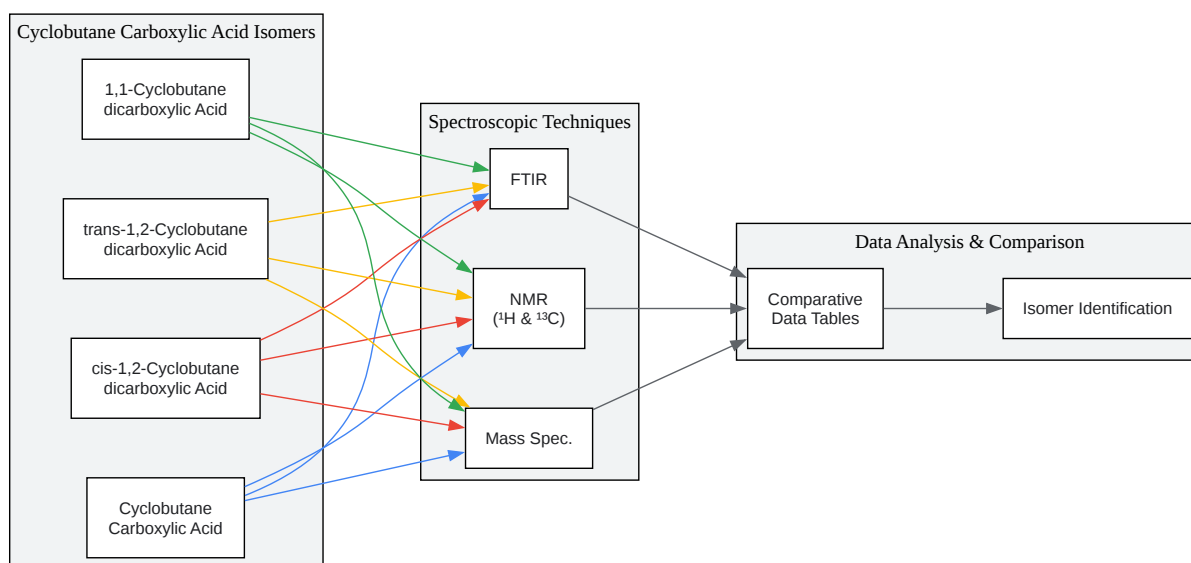 Cyclobutane Carboxylic Acid Isomers
1,1-Cyclobutane
dicarboxylic Acid
trans-1,2-Cyclobutane
dicarboxylic Acid
cis-1,2-Cyclobutane
dicarboxylic Acid
Cyclobutane
Carboxylic Acid
Spectroscopic Techniques
FTIR
NMR
(¹H & ¹³C)
Mass Spec.
Data Analysis & Comparison
Comparative
Data Tables
Isomer Identification